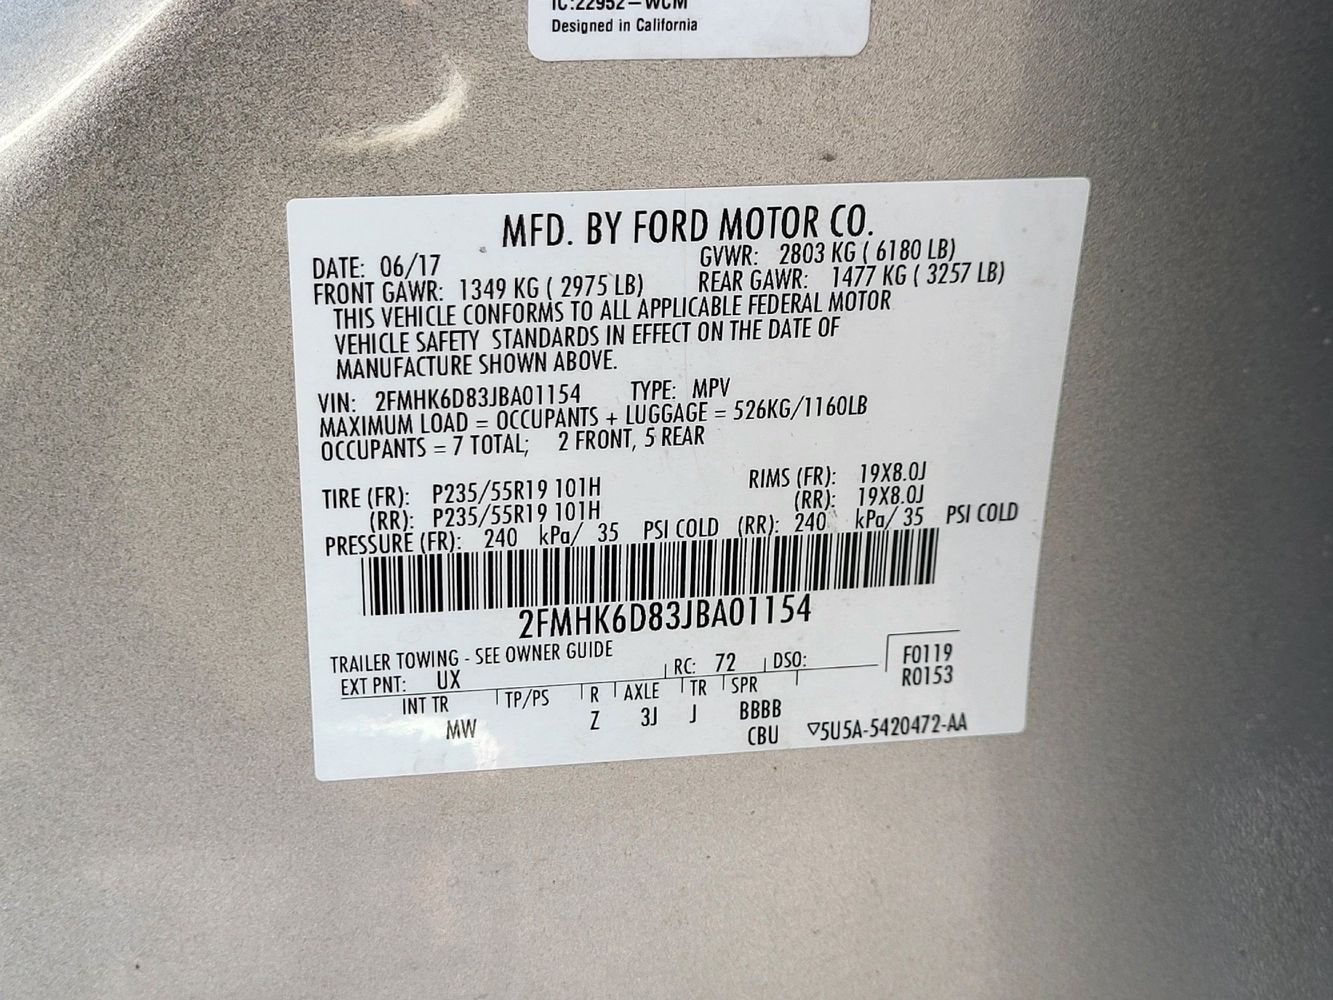 IC:22952-WCM
Designed in California
MFD. BY FORD MOTOR CO.
DATE: 06/17 GVWR: 2803 KG ( 6180 LB)
FRONT GAWR: 1349 KG ( 2975 LB) REAR GAWR: 1477 KG ( 3257 LB)
THIS VEHICLE CONFORMS TO ALL APPLICABLE FEDERAL MOTOR
VEHICLE SAFETY STANDARDS IN EFFECT ON THE DATE OF
MANUFACTURE SHOWN ABOVE.
VIN: 2FMHK6D83JBA01154 TYPE: MPV
MAXIMUM LOAD = OCCUPANTS + LUGGAGE = 526KG/1160LB
OCCUPANTS = 7 TOTAL; 2 FRONT, 5 REAR
TIRE (FR): P235/55R19 101H RIMS (FR): 19X8.0J
(RR): P235/55R19 101H (RR): 19X8.0J
PRESSURE (FR): 240 kPa/ 35 PSI COLD (RR): 240 kPa/ 35 PSI COLD
2FMHK6D83JBA01154
TRAILER TOWING - SEE OWNER GUIDE
EXT PNT: UX RC: 72 DSO: F0119
R0153
INT TR TP/PS R AXLE TR SPR
MW Z 3J J BBBB
CBU ▽5U5A-5420472-AA